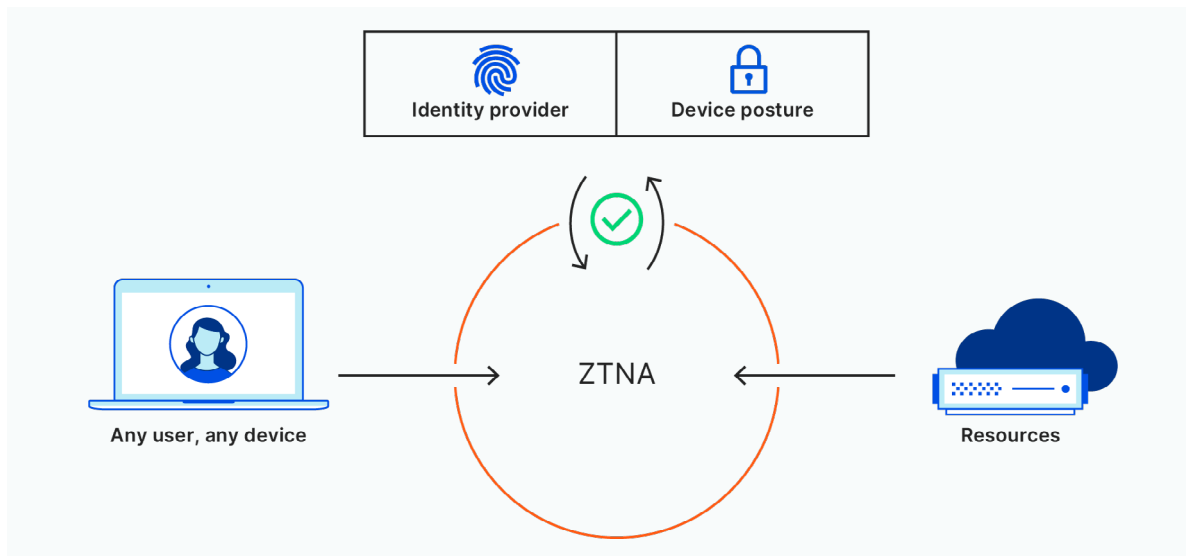 Identity provider
Device posture
ZTNA
Any user, any device
Resources